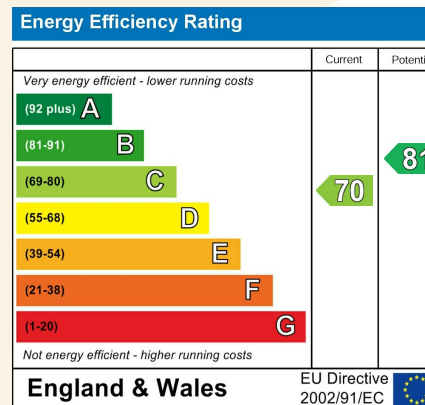 Energy Efficiency Rating
Current Potenti
Very energy efficient - lower running costs
(92 plus) A
(81-91) B
81
(69-80) C
70
(55-68) D
(39-54) E
(21-38) F
(1-20) G
Not energy efficient - higher running costs
England & Wales
EU Directive
2002/91/EC